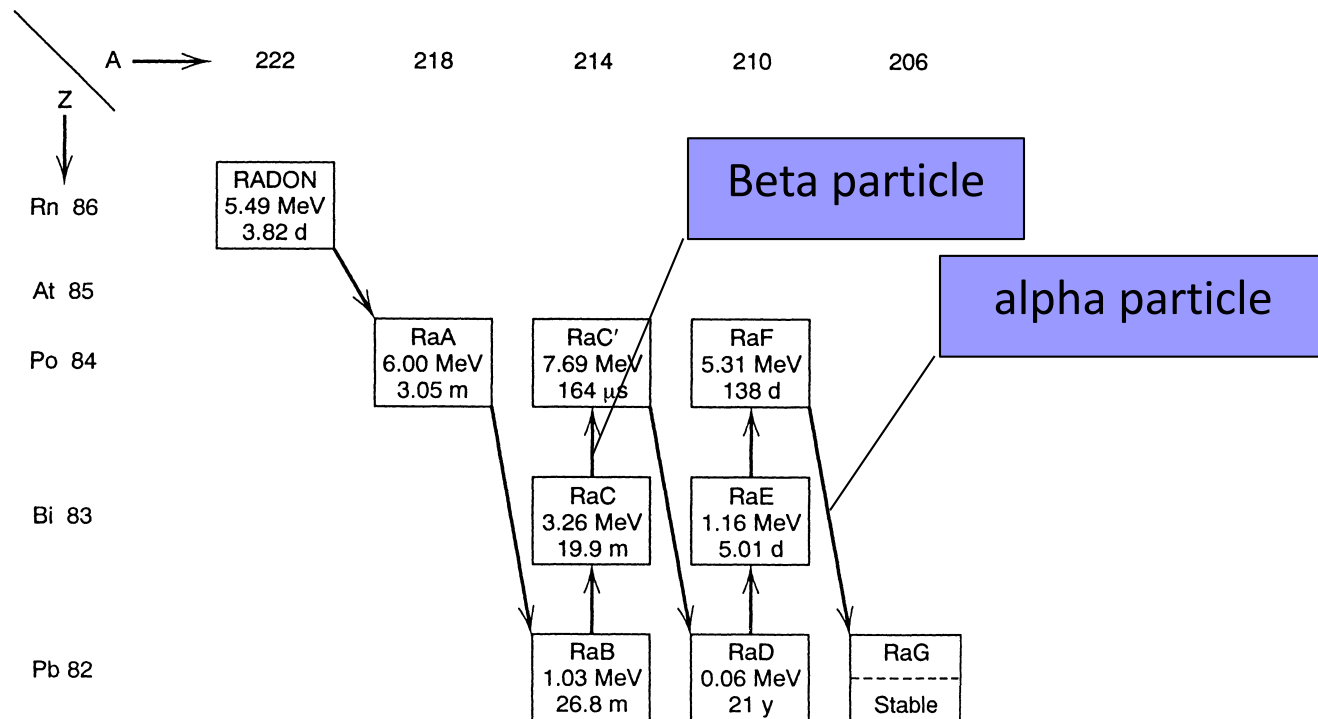 A 222 218 214 210 206
Z
Beta particle
RADON
Rn 86 5.49 MeV
3.82 d
alpha particle
At 85
RaA RaC′ RaF
Po 84 6.00 MeV 7.69 MeV 5.31 MeV
3.05 m 164 μs 138 d
RaC RaE
Bi 83 3.26 MeV 1.16 MeV
19.9 m 5.01 d
RaB RaD RaG
Pb 82 1.03 MeV 0.06 MeV
26.8 m 21 y Stable